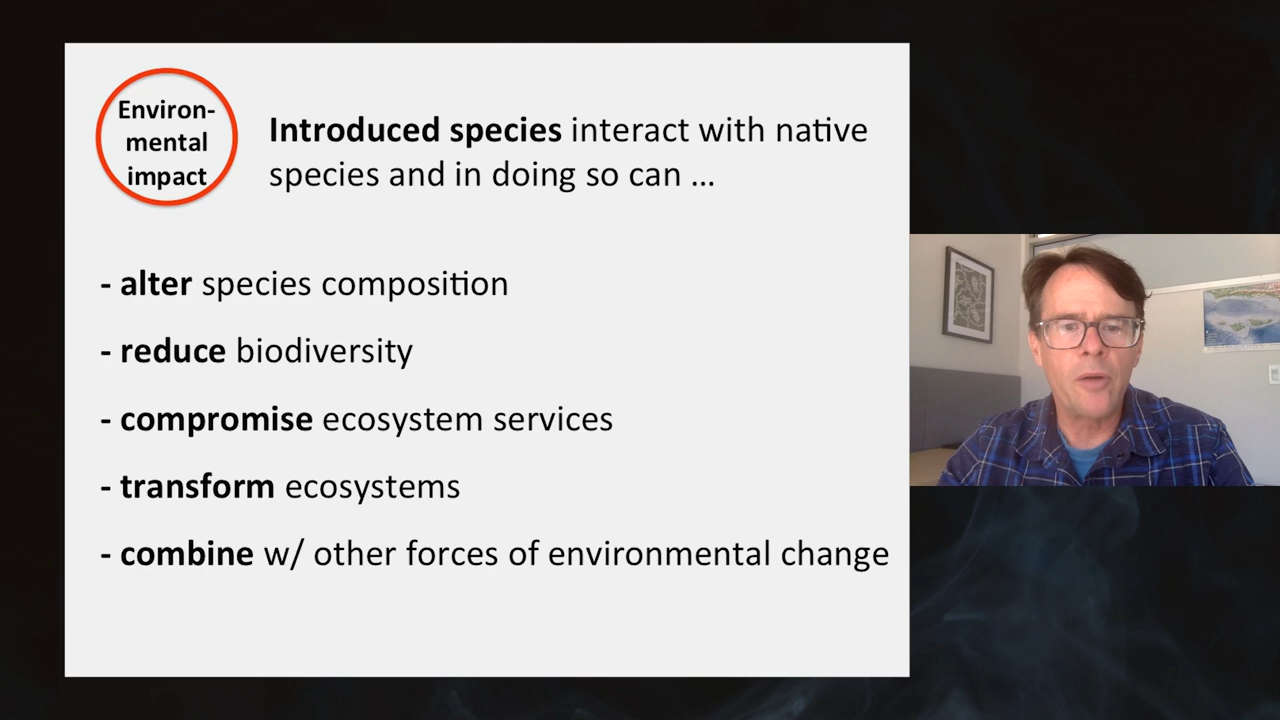 Environ-
mental
impact
Introduced species interact with native
species and in doing so can ...
- alter species composition
- reduce biodiversity
- compromise ecosystem services
- transform ecosystems
- combine w/ other forces of environmental change